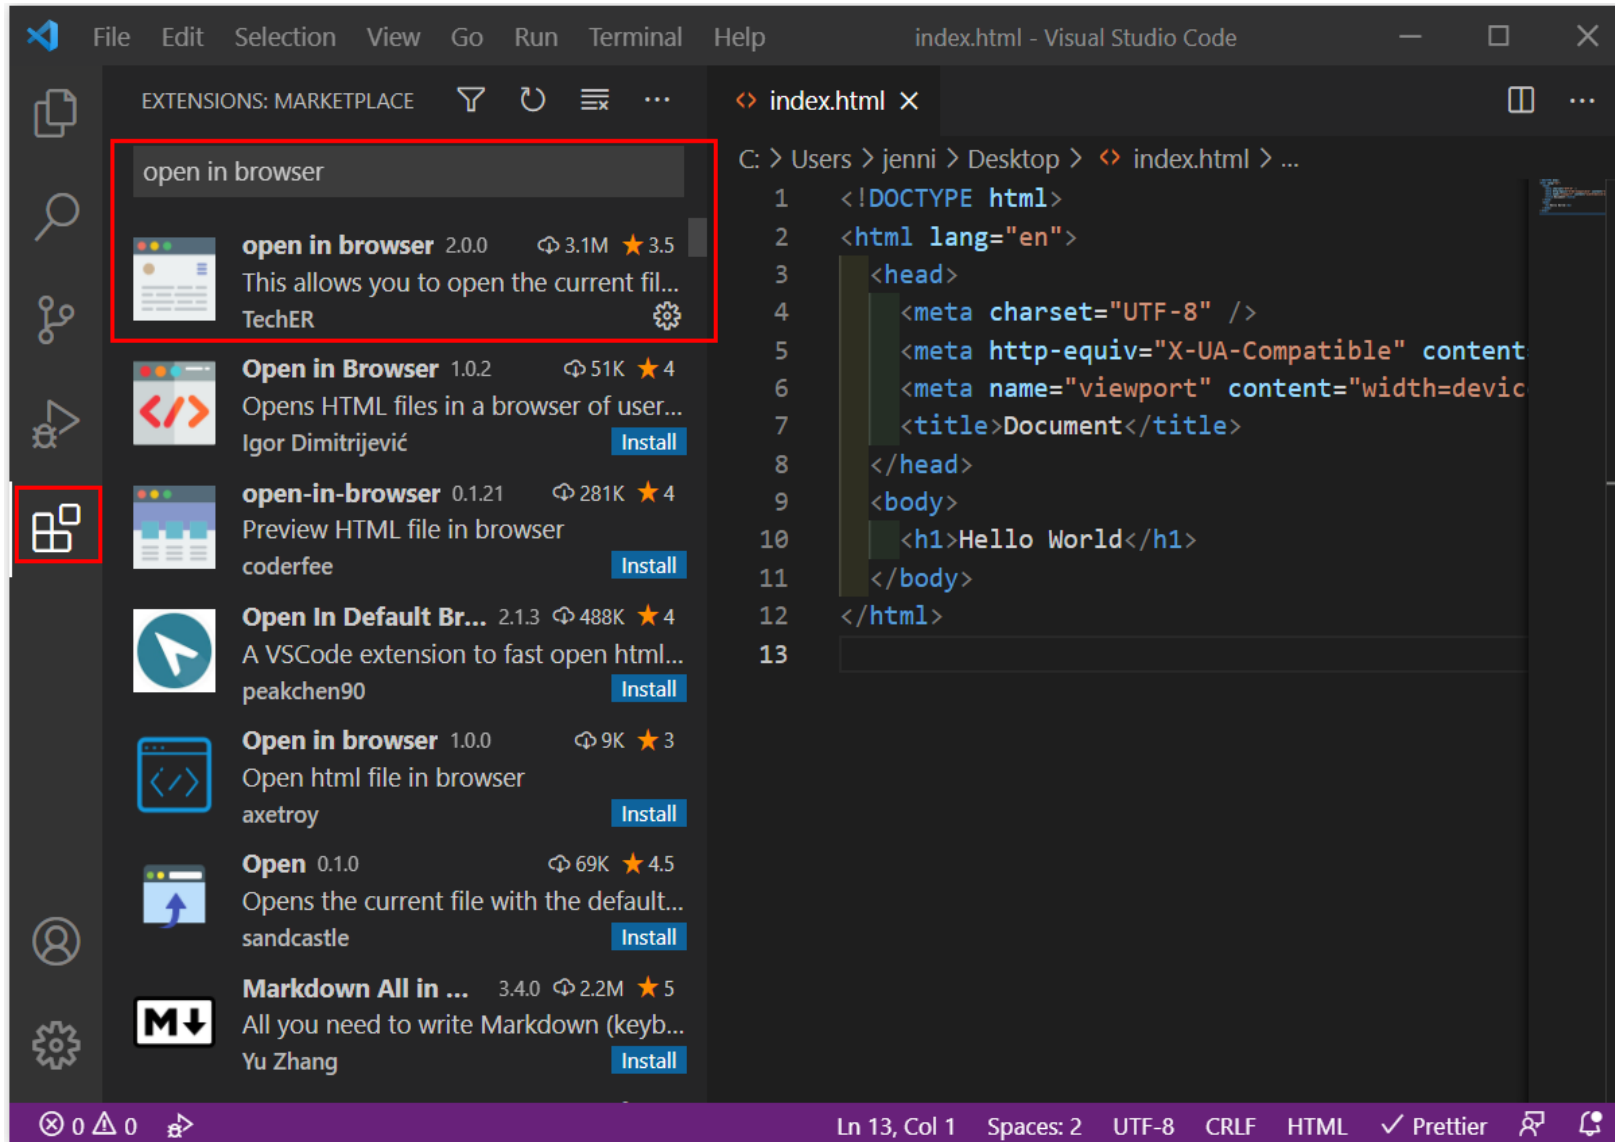 File Edit Selection View Go Run Terminal Help index.html - Visual Studio Code
EXTENSIONS: MARKETPLACE
open in browser
open in browser 2.0.0 3.1M 3.5
This allows you to open the current fil...
TechER
Open in Browser 1.0.2 51K 4
Opens HTML files in a browser of user...
Igor Dimitrijević Install
open-in-browser 0.1.21 281K 4
Preview HTML file in browser
coderfee Install
Open In Default Br... 2.1.3 488K 4
A VSCode extension to fast open html...
peakchen90 Install
Open in browser 1.0.0 9K 3
Open html file in browser
axetroy Install
Open 0.1.0 69K 4.5
Opens the current file with the default...
sandcastle Install
Markdown All in ... 3.4.0 2.2M 5
M
All you need to write Markdown (keyb...
Yu Zhang Install
index.html
C: > Users > jenni > Desktop > index.html > ...
1 <!DOCTYPE html>
2 <html lang="en">
3 <head>
4 <meta charset="UTF-8" />
5 <meta http-equiv="X-UA-Compatible" content
6 <meta name="viewport" content="width=devic
7 <title>Document</title>
8 </head>
9 <body>
10 <h1>Hello World</h1>
11 </body>
12 </html>
13
0 0 Ln 13, Col 1 Spaces: 2 UTF-8 CRLF HTML Prettier